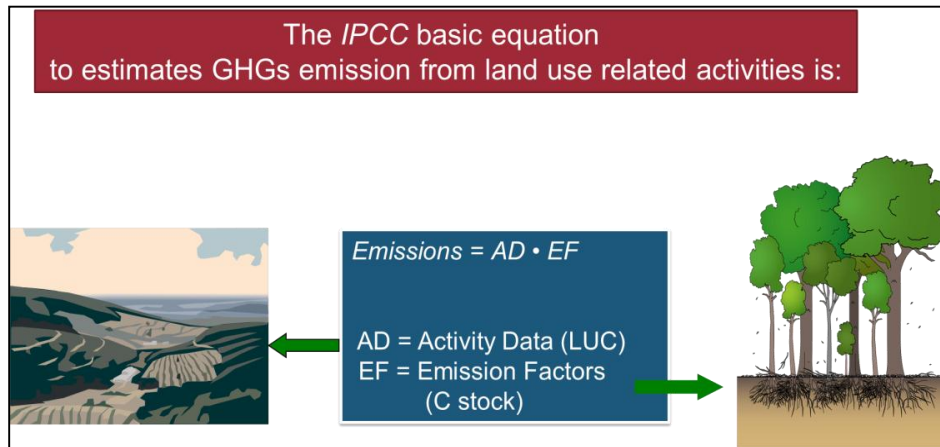 The IPCC basic equation
to estimates GHGs emission from land use related activities is:
Emissions = AD • EF
AD = Activity Data (LUC)
EF = Emission Factors
(C stock)